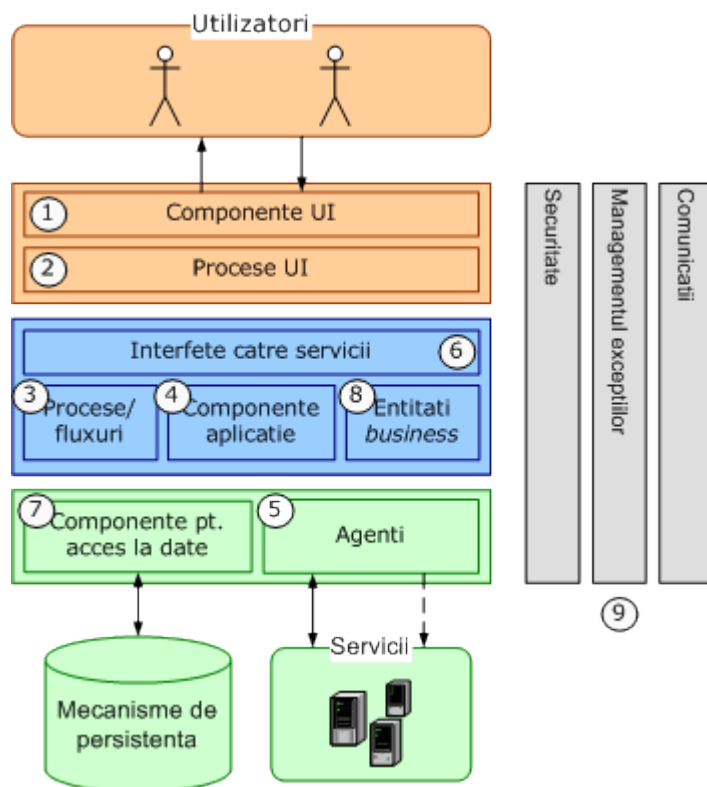 Utilizatori
1
Componente UI
2
Procese UI
Interfete catre servicii
6
3
Procese/
fluxuri
4
Componente
aplicatie
8
Entitati
business
7
Componente pt.
acces la date
5
Agenti
Mecanisme de
persistenta
Servicii
Securitate
Managementul exceptiilor
Comunicatii
9